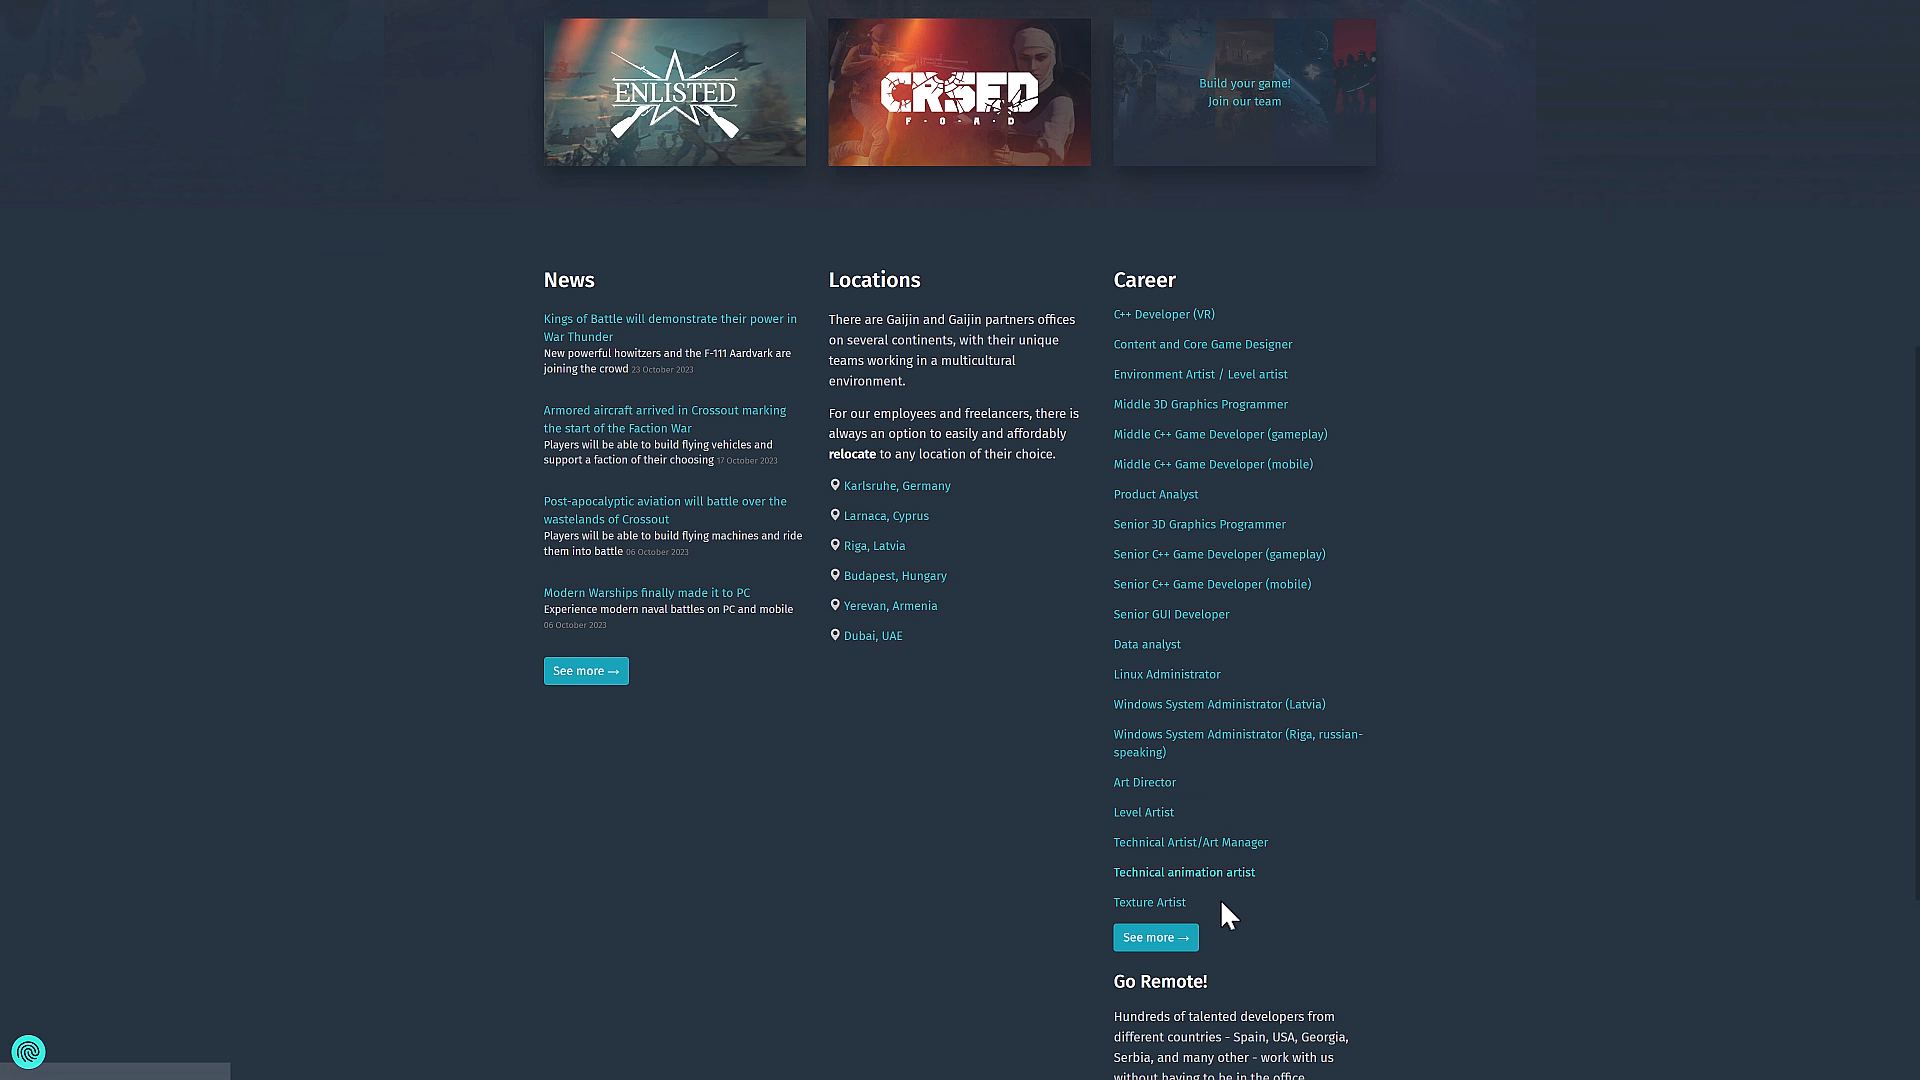 ENLISTED
CRSED
F·O·A·D
Build your game!
Join our team
News
Kings of Battle will demonstrate their power in
War Thunder
New powerful howitzers and the F-111 Aardvark are
joining the crowd 23 October 2023
Armored aircraft arrived in Crossout marking
the start of the Faction War
Players will be able to build flying vehicles and
support a faction of their choosing 17 October 2023
Post-apocalyptic aviation will battle over the
wastelands of Crossout
Players will be able to build flying machines and ride
them into battle 06 October 2023
Modern Warships finally made it to PC
Experience modern naval battles on PC and mobile
06 October 2023
See more →
Locations
There are Gaijin and Gaijin partners offices
on several continents, with their unique
teams working in a multicultural
environment.
For our employees and freelancers, there is
always an option to easily and affordably
relocate to any location of their choice.
Karlsruhe, Germany
Larnaca, Cyprus
Riga, Latvia
Budapest, Hungary
Yerevan, Armenia
Dubai, UAE
Career
C++ Developer (VR)
Content and Core Game Designer
Environment Artist / Level artist
Middle 3D Graphics Programmer
Middle C++ Game Developer (gameplay)
Middle C++ Game Developer (mobile)
Product Analyst
Senior 3D Graphics Programmer
Senior C++ Game Developer (gameplay)
Senior C++ Game Developer (mobile)
Senior GUI Developer
Data analyst
Linux Administrator
Windows System Administrator (Latvia)
Windows System Administrator (Riga, russian-
speaking)
Art Director
Level Artist
Technical Artist/Art Manager
Technical animation artist
Texture Artist
See more →
Go Remote!
Hundreds of talented developers from
different countries - Spain, USA, Georgia,
Serbia, and many other - work with us
without having to be in the office.